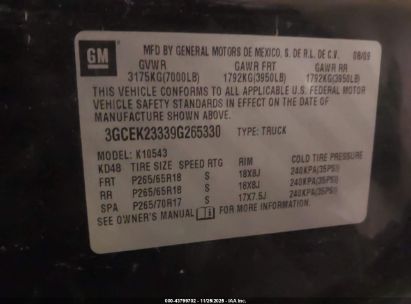 GM
MFD BY GENERAL MOTORS DE MEXICO, S. DE R.L. DE C.V. 06/09
GVWR GAWR FRT GAWR RR
3175KG(7000LB) 1792KG(3950LB) 1792KG(3950LB)
THIS VEHICLE CONFORMS TO ALL APPLICABLE U.S. FEDERAL MOTOR
VEHICLE SAFETY STANDARDS IN EFFECT ON THE DATE OF
MANUFACTURE SHOWN ABOVE.
3GCEK23339G265330 TYPE: TRUCK
MODEL: K10543
KD48 TIRE SIZE SPEED RTG RIM COLD TIRE PRESSURE
FRT P265/65R18 S 18X8J 240KPA(35PSI)
RR P265/65R18 S 18X8J 240KPA(35PSI)
SPA P265/70R17 S 17X7.5J 240KPA(35PSI)
SEE OWNER'S MANUAL FOR MORE INFORMATION.
000-43799702 - 11/25/2025 - IAAI, Inc.